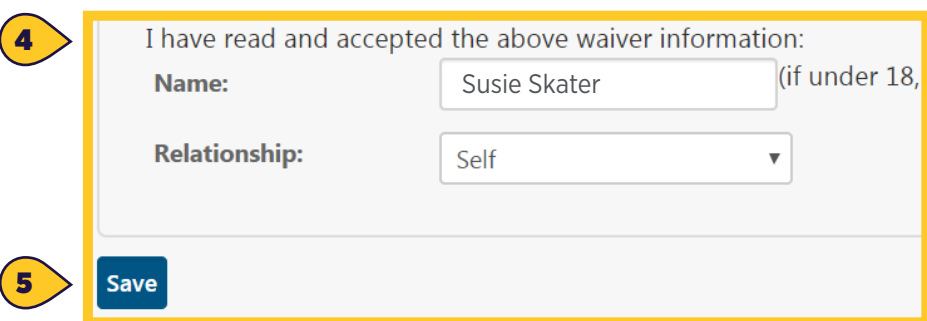 4
I have read and accepted the above waiver information:
Name: Susie Skater (if under 18,
Relationship: Self
5
Save